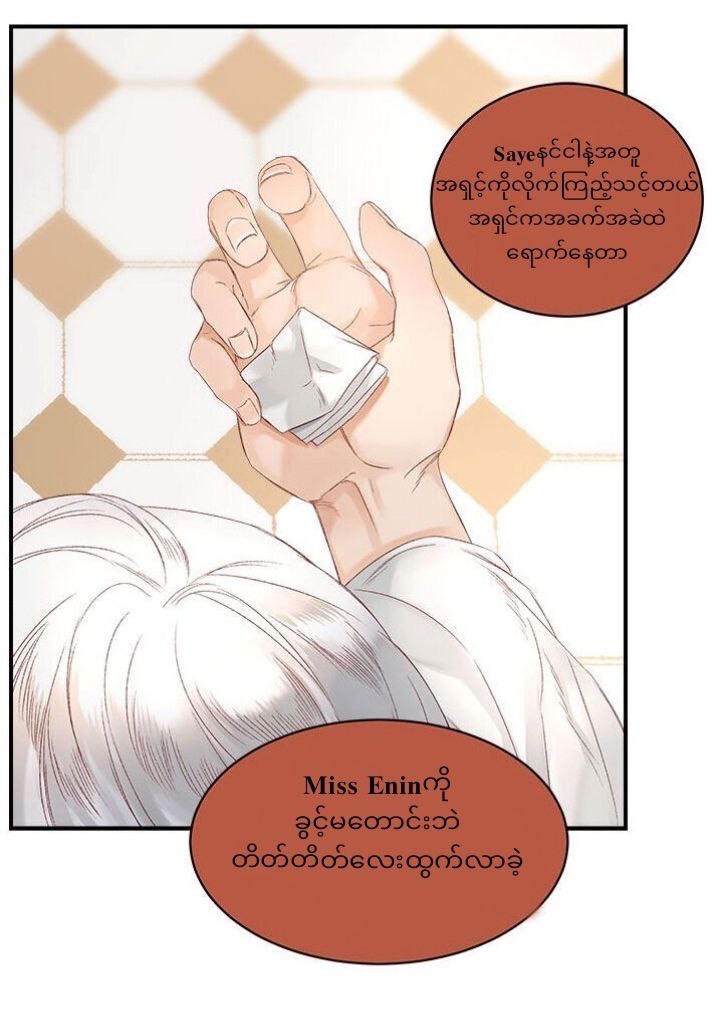 Sayeနင်ငါနဲ့အတူ
အရှင့်ကိုလိုက်ကြည့်သင့်တယ်
အရှင်ကအခက်အခဲထဲ
ရောက်နေတာ
Miss Eninကို
ခွင့်မတောင်းဘဲ
တိတ်တိတ်လေးထွက်လာခဲ့